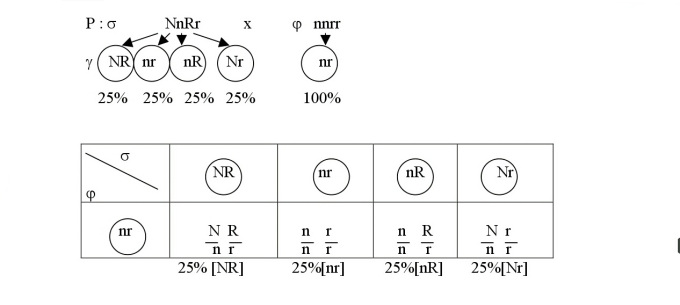 P : σ NnRr x φ nnrr
γ NR nr nR Nr nr
25% 25% 25% 25% 100%
σ NR nr nR Nr
φ
nr N R n r n R N r
n r n r n r n r
25% [NR] 25%[nr] 25%[nR] 25%[Nr]